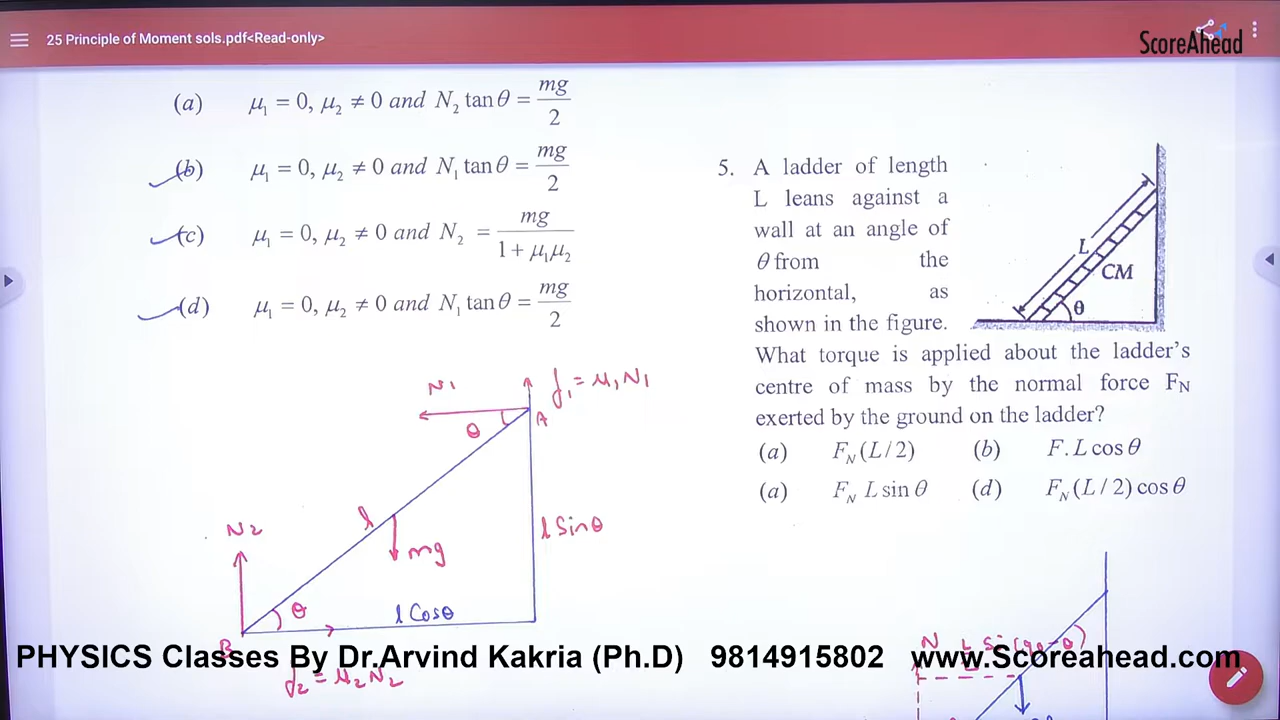 25 Principle of Moment sols.pdf<Read-only>
ScoreAhead
(a) μ₁ = 0, μ₂ ≠ 0 and N₂ tan θ = mg/2
(b) μ₁ = 0, μ₂ ≠ 0 and N₁ tan θ = mg/2
(c) μ₁ = 0, μ₂ ≠ 0 and N₂ = mg/(1 + μ₁μ₂)
(d) μ₁ = 0, μ₂ ≠ 0 and N₁ tan θ = mg/2
N₁
f₁ = μ₁N₁
θ
A
l
N₂
mg
l Sinθ
θ
l Cosθ
B
f₂ = μ₂N₂
5. A ladder of length
L leans against a
wall at an angle of
θ from the
horizontal, as
shown in the figure.
What torque is applied about the ladder's
centre of mass by the normal force F_N
exerted by the ground on the ladder?
(a) F_N (L/2) (b) F.L cos θ
(a) F_N L sin θ (d) F_N (L/2) cos θ
L
CM
θ
N
L/2 Sin(90-θ)
PHYSICS Classes By Dr.Arvind Kakria (Ph.D) 9814915802 www.Scoreahead.com